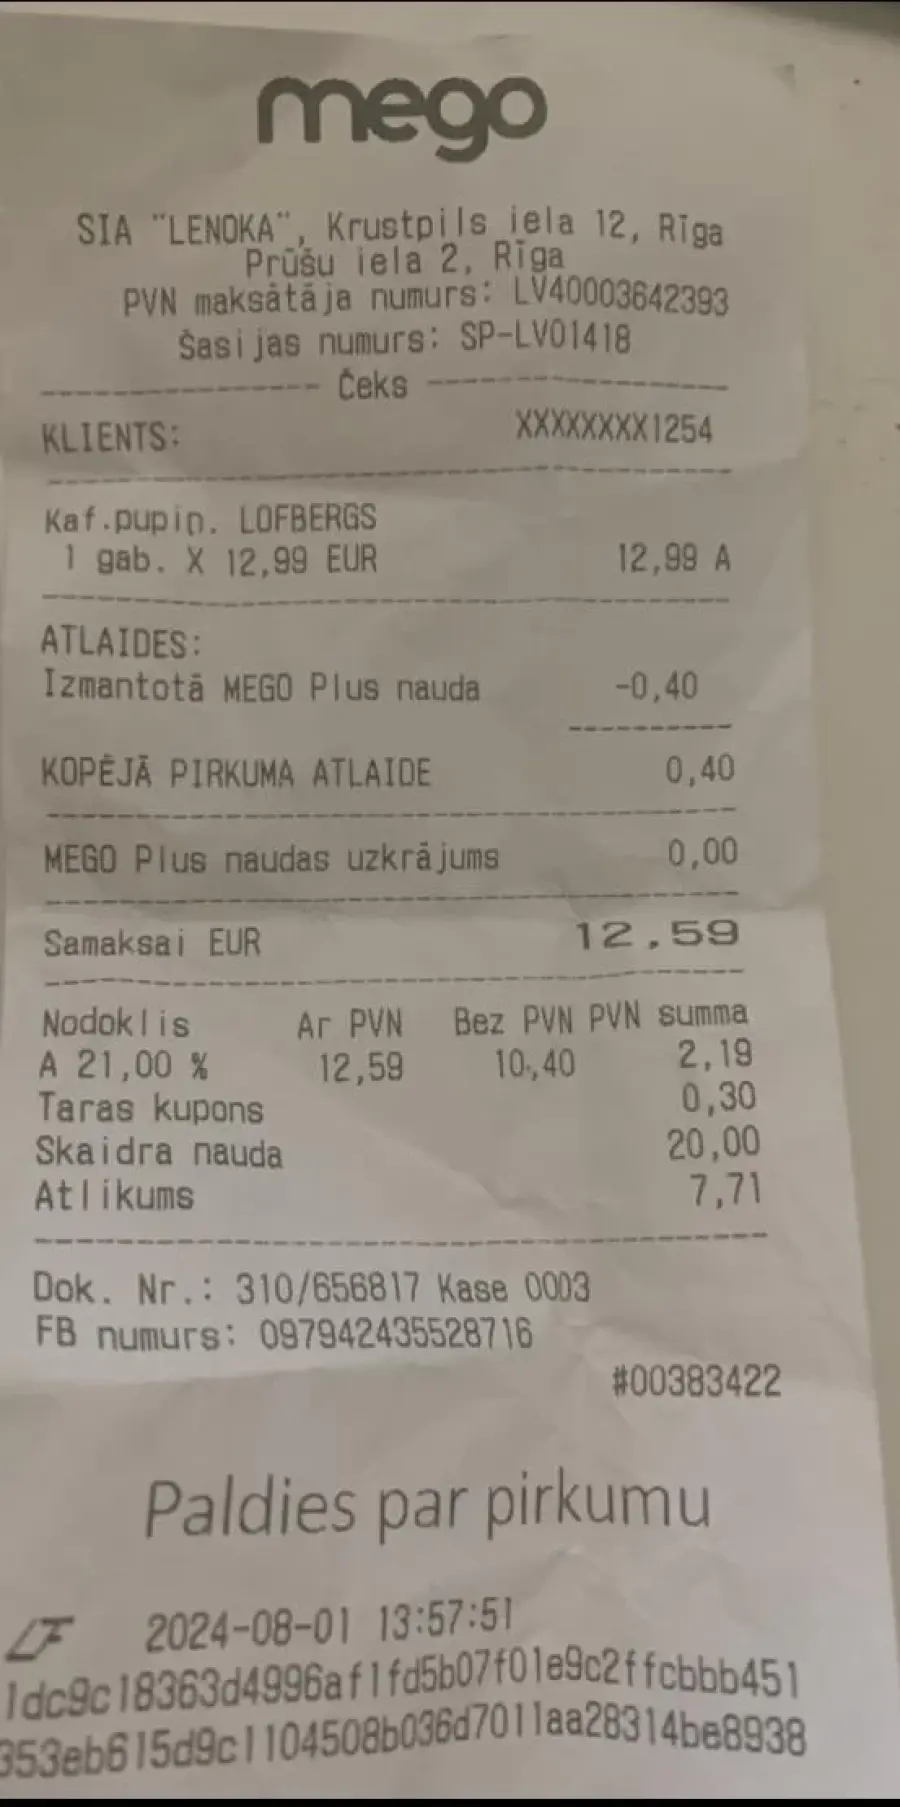 mego
SIA "LENOKA", Krustpils iela 12, Rīga
Prūšu iela 2, Rīga
PVN maksātāja numurs: LV40003642393
Šasijas numurs: SP-LV01418
Čeks
KLIENTS: XXXXXXXX1254
Kaf.pupiņ. LOFBERGS
1 gab. X 12,99 EUR 12,99 A
ATLAIDES:
Izmantotā MEGO Plus nauda -0,40
KOPĒJĀ PIRKUMA ATLAIDE 0,40
MEGO Plus naudas uzkrājums 0,00
Samaksai EUR 12,59
Nodoklis Ar PVN Bez PVN PVN summa
A 21,00 % 12,59 10,40 2,19
Taras kupons 0,30
Skaidra nauda 20,00
Atlikums 7,71
Dok. Nr.: 310/656817 Kase 0003
FB numurs: 097942435528716
#00383422
Paldies par pirkumu
LF 2024-08-01 13:57:51
1dc9c18363d4996af1fd5b07f01e9c2ffcbbb451
353eb615d9c1104508b036d7011aa28314be8938